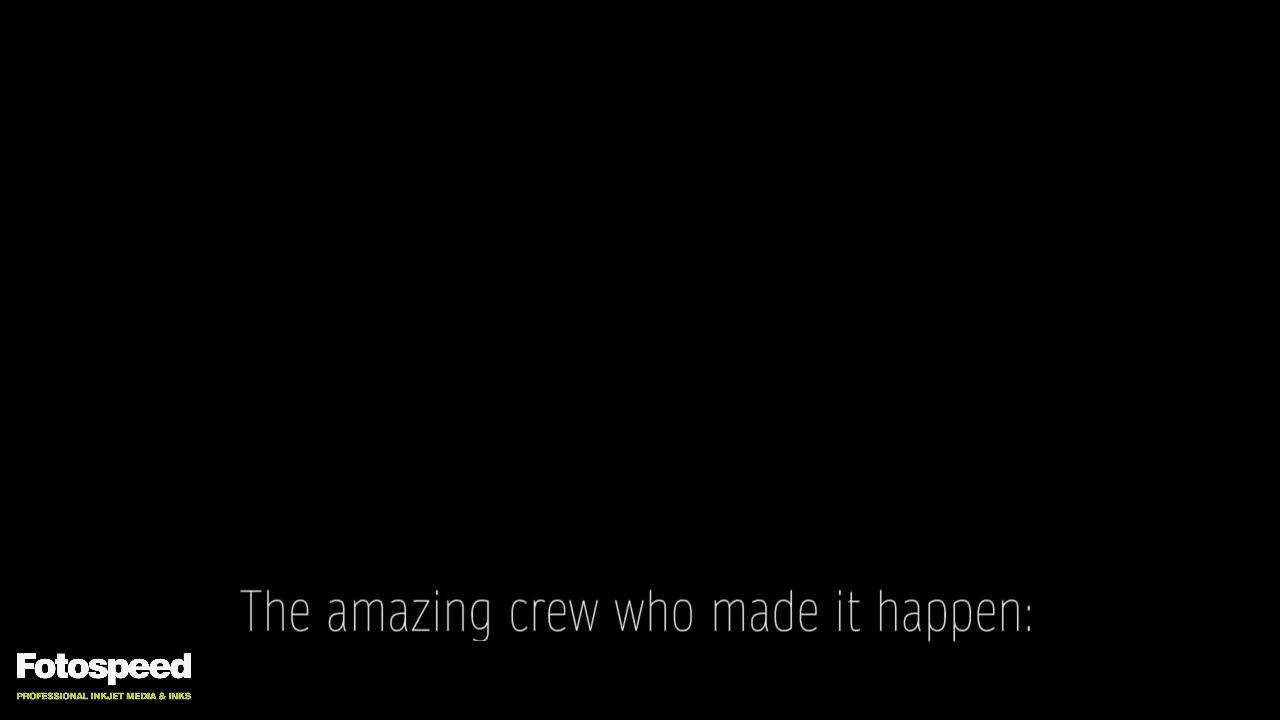 The amazing crew who made it happen:
Fotospeed
PROFESSIONAL INKJET MEDIA & INKS